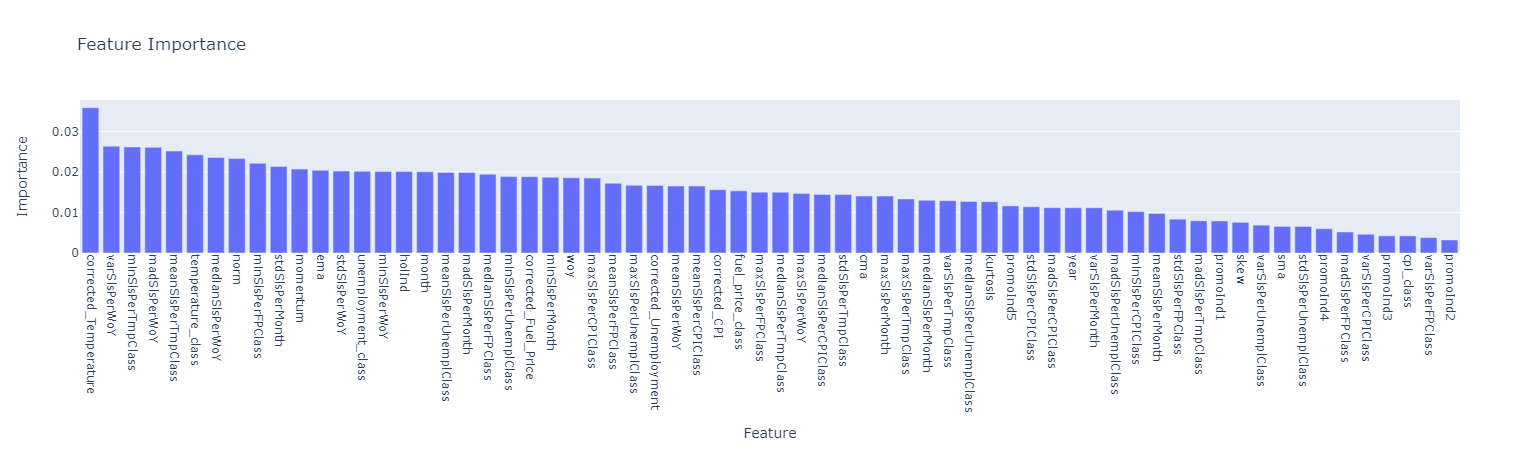 Feature Importance
Importance
0.03
0.02
0.01
0
corrected_Temperature
varSlsPerWoY
minSlsPerTmpClass
madSlsPerWoY
meanSlsPerTmpClass
temperature_class
medianSlsPerWoY
norm
minSlsPerFPClass
stdSlsPerMonth
momentum
ema
stdSlsPerWoY
unemployment_class
minSlsPerWoY
holInd
month
meanSlsPerUnemplClass
madSlsPerMonth
medianSlsPerFPClass
minSlsPerUnemplClass
corrected_Fuel_Price
minSlsPerMonth
woy
maxSlsPerCPIClass
meanSlsPerFPClass
maxSlsPerUnemplClass
corrected_Unemployment
meanSlsPerWoY
meanSlsPerCPIClass
corrected_CPI
fuel_price_class
maxSlsPerFPClass
medianSlsPerTmpClass
maxSlsPerWoY
medianSlsPerCPIClass
stdSlsPerTmpClass
cma
maxSlsPerMonth
maxSlsPerTmpClass
medianSlsPerMonth
varSlsPerTmpClass
medianSlsPerUnemplClass
kurtosis
promoInd5
stdSlsPerCPIClass
madSlsPerCPIClass
year
varSlsPerMonth
madSlsPerUnemplClass
minSlsPerCPIClass
meanSlsPerMonth
stdSlsPerFPClass
madSlsPerTmpClass
promoInd1
skew
varSlsPerUnemplClass
sma
stdSlsPerUnemplClass
promoInd4
madSlsPerFPClass
varSlsPerCPIClass
promoInd3
cpi_class
varSlsPerFPClass
promoInd2
Feature